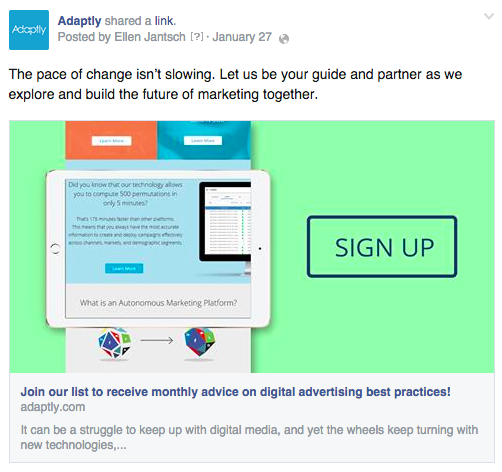 Adaptly
Adaptly shared a link.
Posted by Ellen Jantsch [?] · January 27
The pace of change isn't slowing. Let us be your guide and partner as we
explore and build the future of marketing together.
Learn More
Learn More
Did you know that our technology allows
you to compute 500 permutations in
only 5 minutes?
That's 175 minutes faster than other platforms.
This means that you always have the most accurate
information to create and deploy campaigns effectively
across channels, markets, and demographic segments.
Learn More
What is an Autonomous Marketing Platform?
SIGN UP
Join our list to receive monthly advice on digital advertising best practices!
adaptly.com
It can be a struggle to keep up with digital media, and yet the wheels keep turning with
new technologies,...